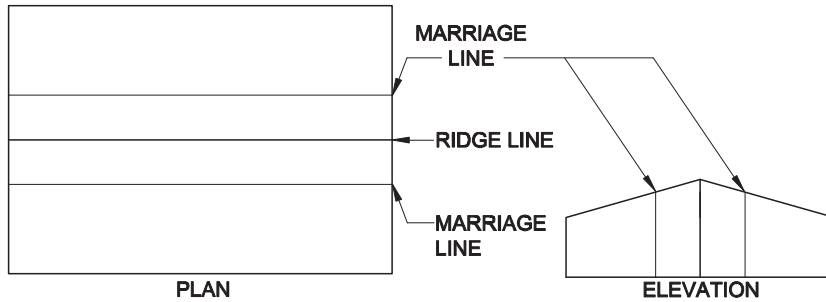 MARRIAGE
LINE
RIDGE LINE
MARRIAGE
LINE
PLAN
ELEVATION